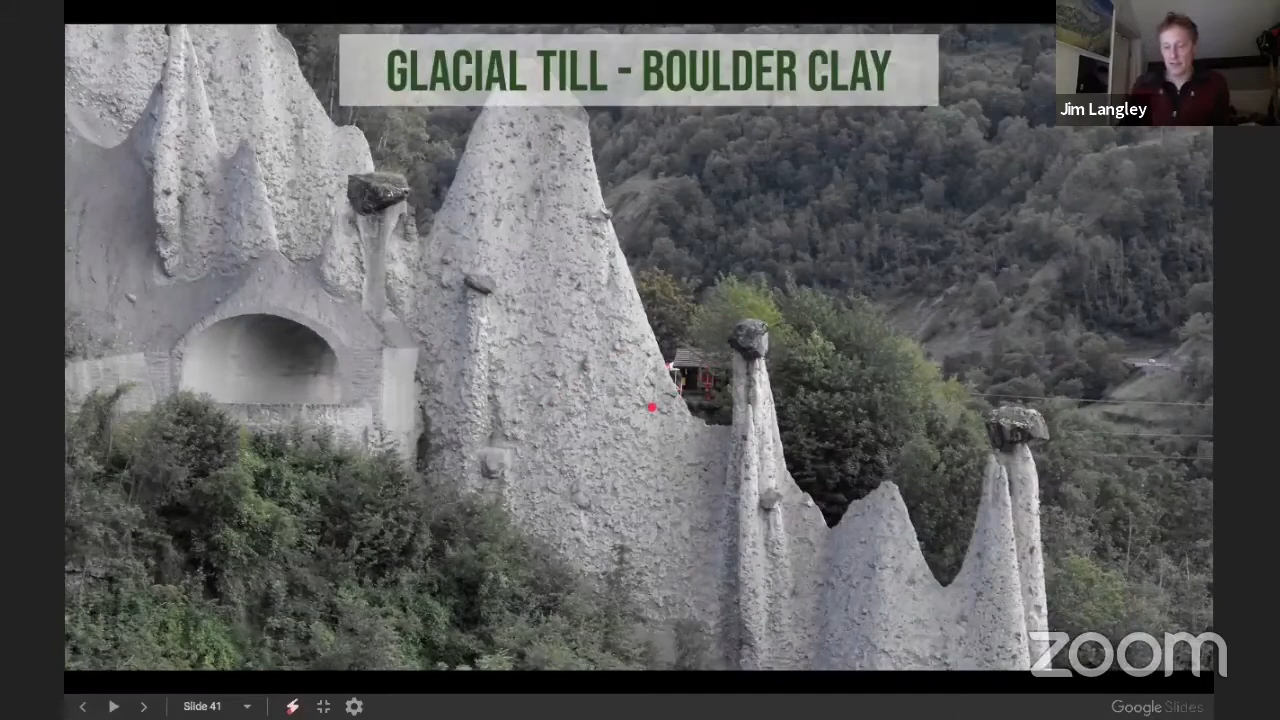 GLACIAL TILL - BOULDER CLAY
Jim Langley
zoom
Slide 41
Google Slides